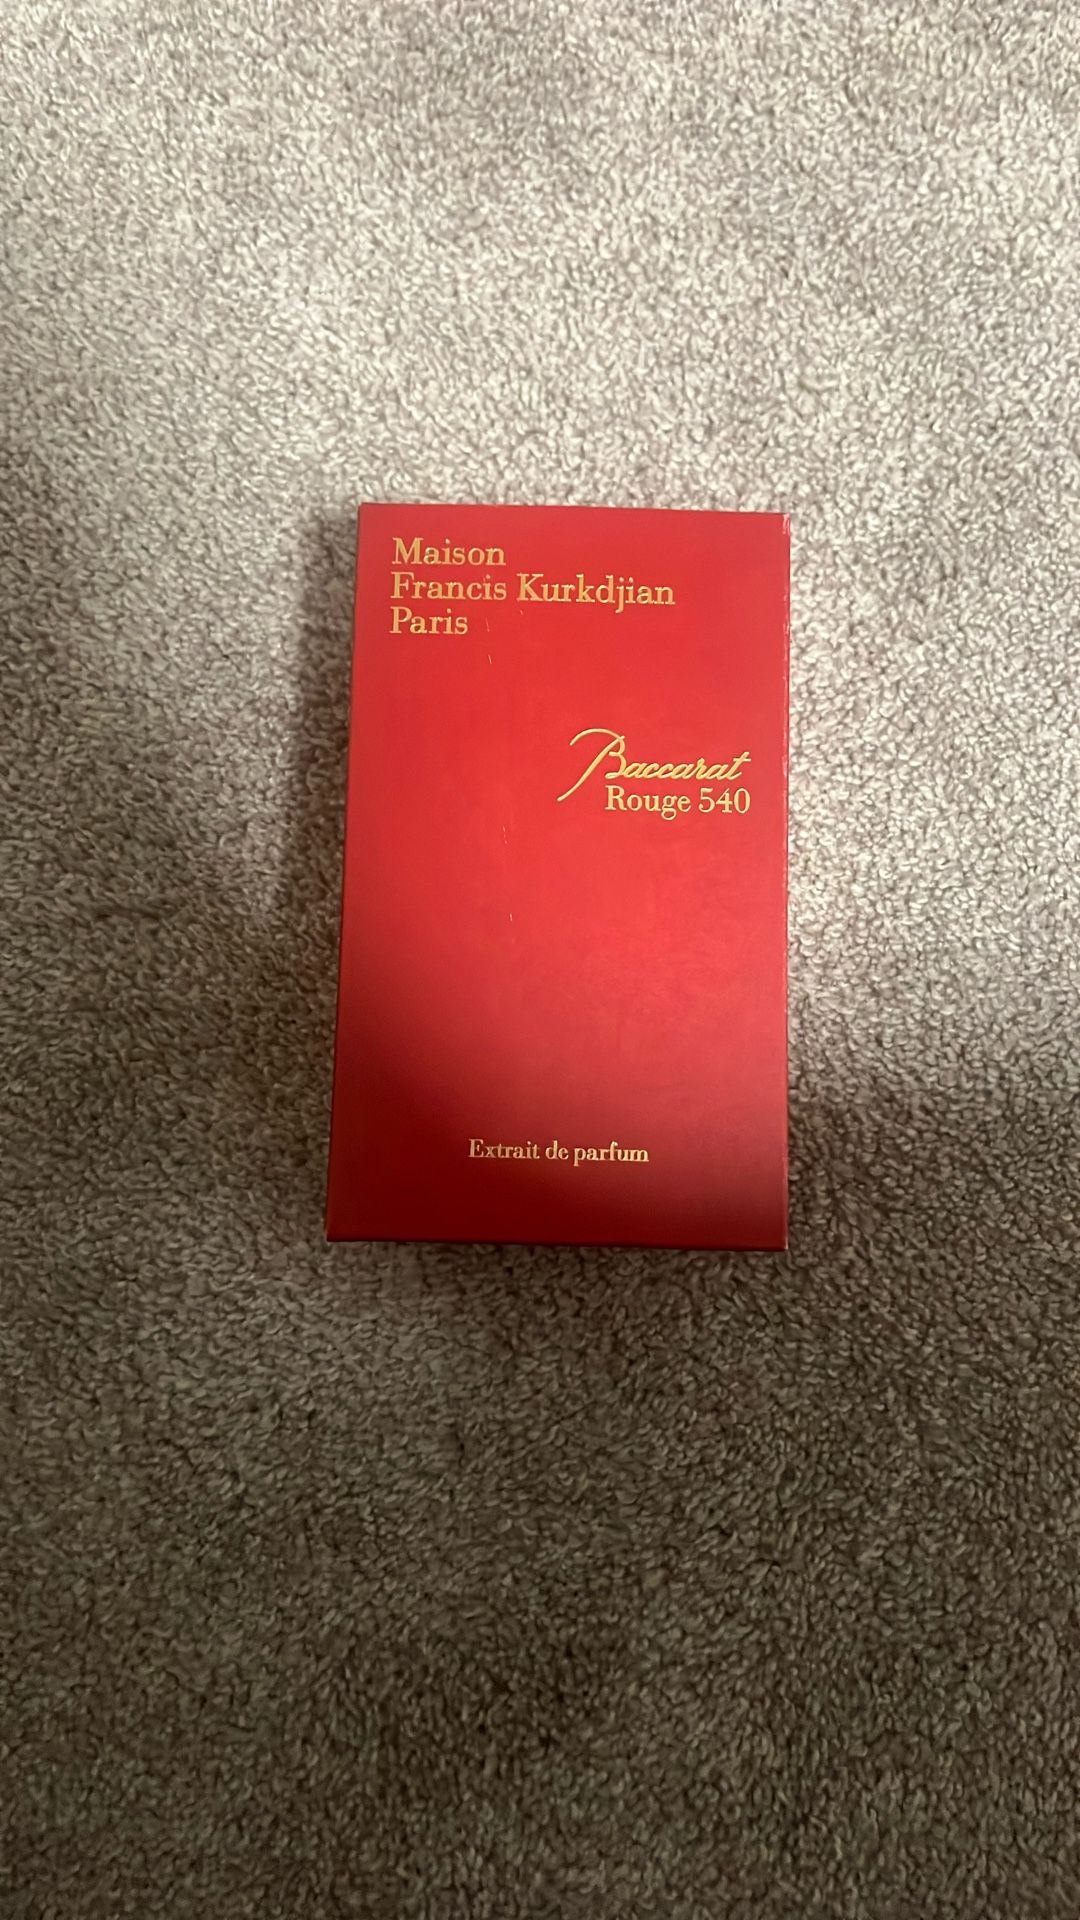 Maison
Francis Kurkdjian
Paris
Baccarat
Rouge 540
Extrait de parfum